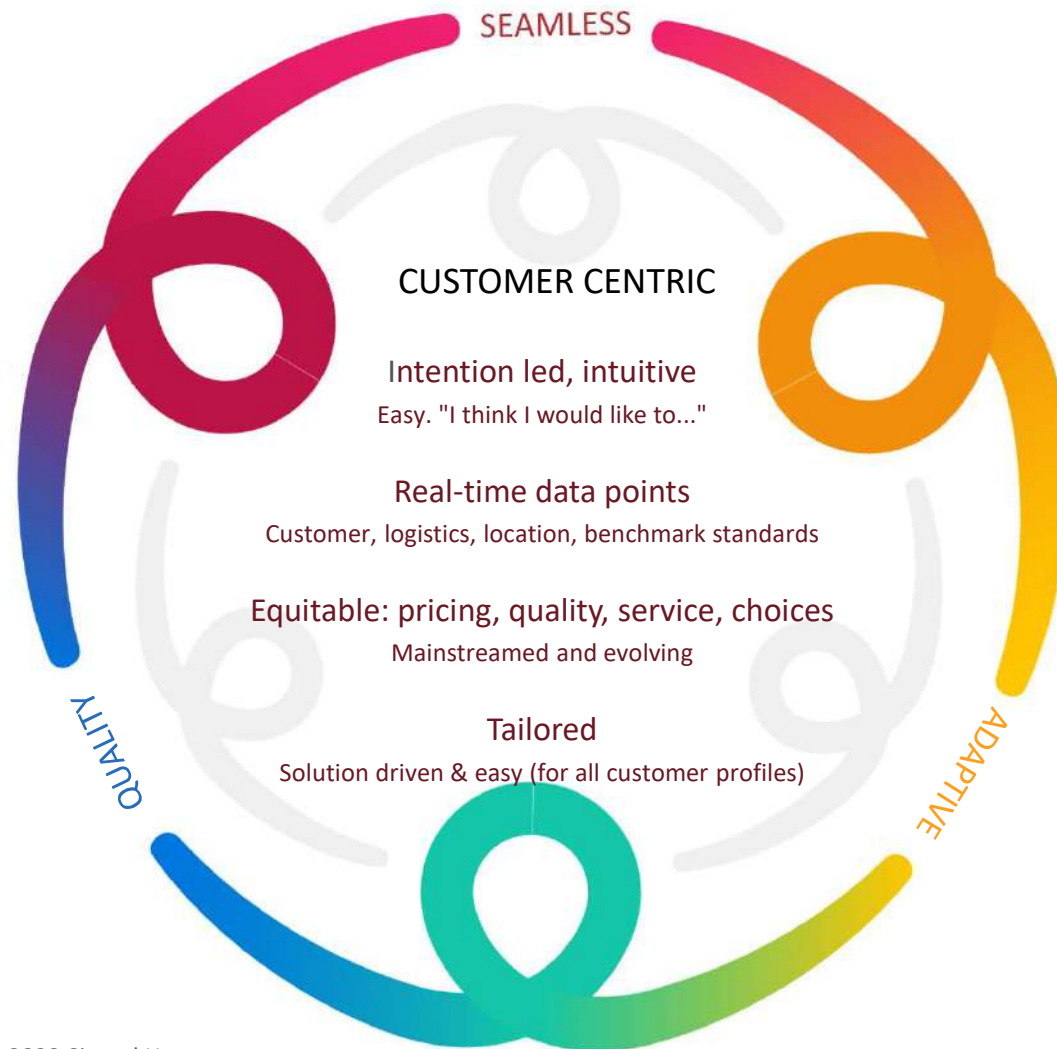 SEAMLESS
CUSTOMER CENTRIC
Intention led, intuitive
Easy. "I think I would like to..."
Real-time data points
Customer, logistics, location, benchmark standards
Equitable: pricing, quality, service, choices
Mainstreamed and evolving
Tailored
Solution driven & easy (for all customer profiles)
QUALITY
ADAPTIVE